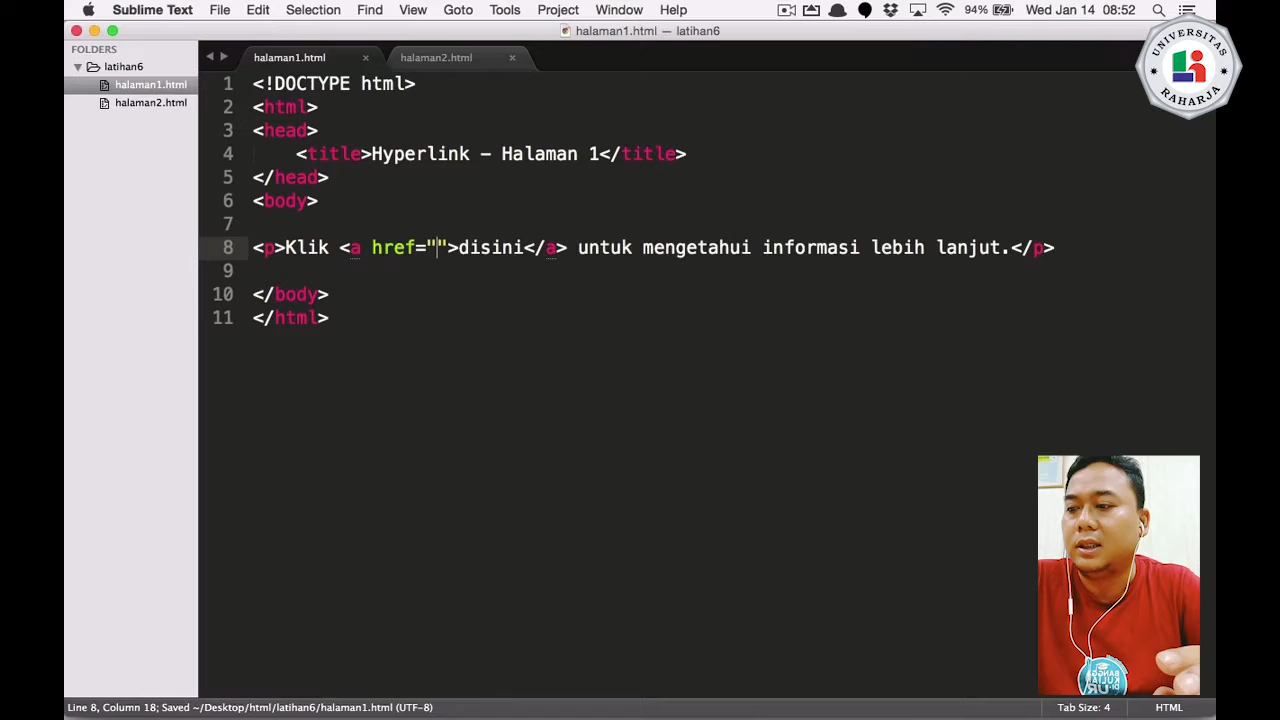 Sublime Text File Edit Selection Find View Goto Tools Project Window Help 94% Wed Jan 14 08:52
halaman1.html — latihan6
UNIVERSITAS
RAHARJA
FOLDERS
latihan6
halaman1.html
halaman2.html
halaman1.html × halaman2.html ×
1 <!DOCTYPE html>
2 <html>
3 <head>
4 <title>Hyperlink - Halaman 1</title>
5 </head>
6 <body>
7
8 <p>Klik <a href="">disini</a> untuk mengetahui informasi lebih lanjut.</p>
9
10 </body>
11 </html>
KULIAH
DI-UR
Line 8, Column 18; Saved ~/Desktop/html/latihan6/halaman1.html (UTF-8) Tab Size: 4 HTML